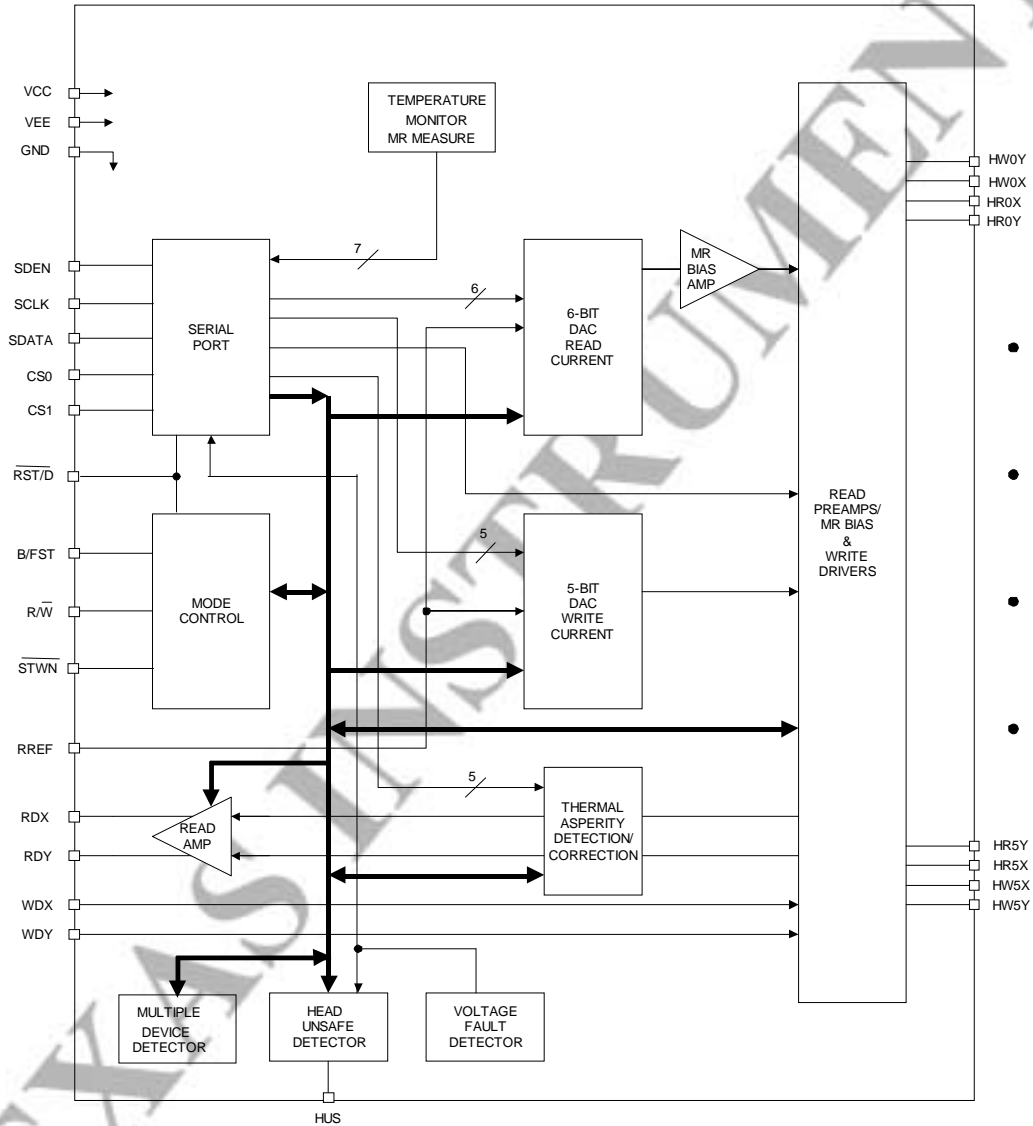 TEXAS INSTRUMEN
VCC
VEE
GND
TEMPERATURE
MONITOR
MR MEASURE
HW0Y
HW0X
HR0X
HR0Y
SDEN
SCLK
SDATA
CS0
CS1
SERIAL
PORT
7
6
6-BIT
DAC
READ
CURRENT
MR
BIAS
AMP
RST/D
B/FST
R/W
STWN
MODE
CONTROL
5
5-BIT
DAC
WRITE
CURRENT
READ
PREAMPS/
MR BIAS
&
WRITE
DRIVERS
RREF
RDX
RDY
READ
AMP
5
THERMAL
ASPERITY
DETECTION/
CORRECTION
HR5Y
HR5X
HW5X
HW5Y
WDX
WDY
MULTIPLE
DEVICE
DETECTOR
HEAD
UNSAFE
DETECTOR
VOLTAGE
FAULT
DETECTOR
HUS